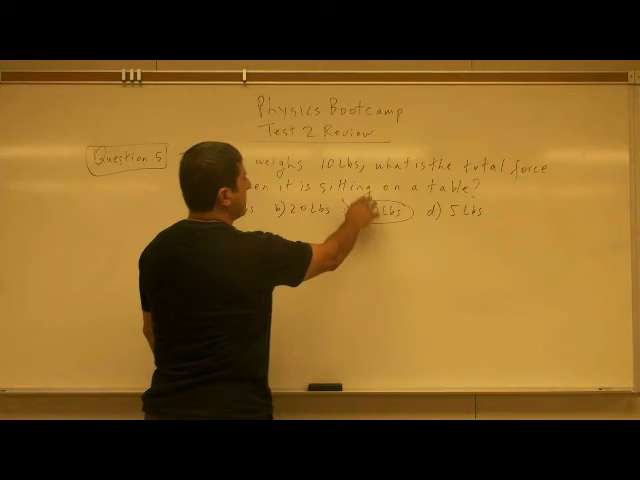 Physics Bootcamp
Test 2 Review
Question 5 weighs 10 Lbs, what is the total force
it is sitting on a table?
b) 20 Lbs Lbs d) 5 Lbs